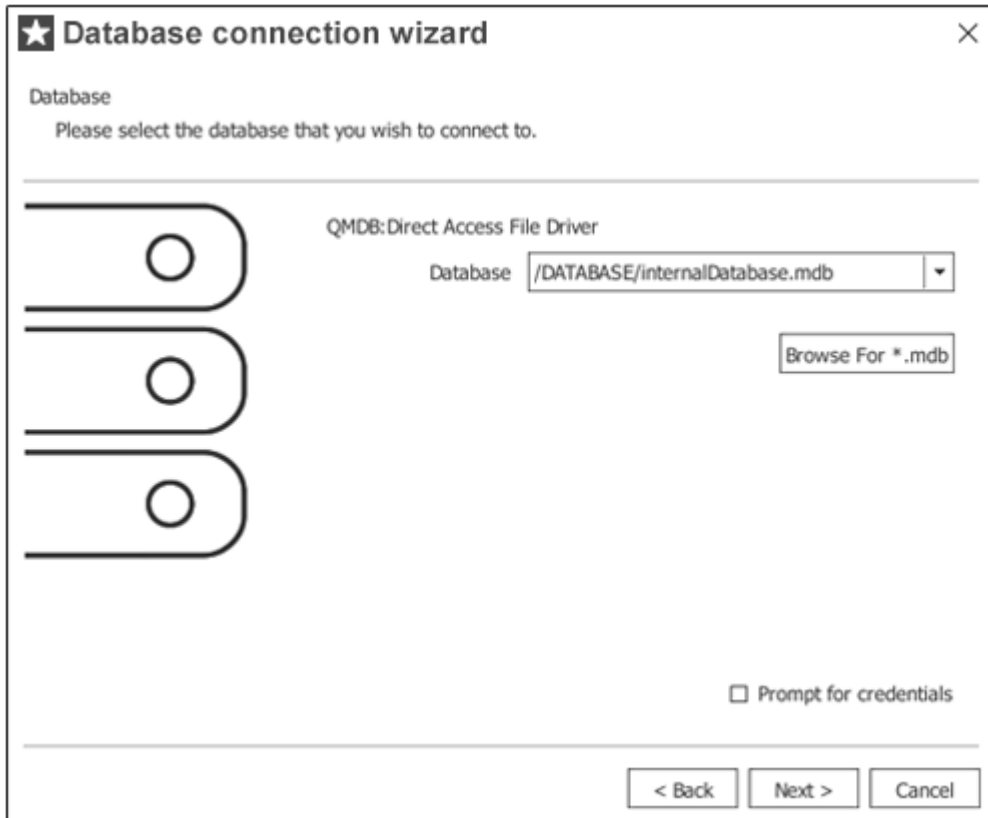 Database connection wizard
Database
Please select the database that you wish to connect to.
QMDB:Direct Access File Driver
Database /DATABASE/internalDatabase.mdb
Browse For *.mdb
Prompt for credentials
< Back Next > Cancel